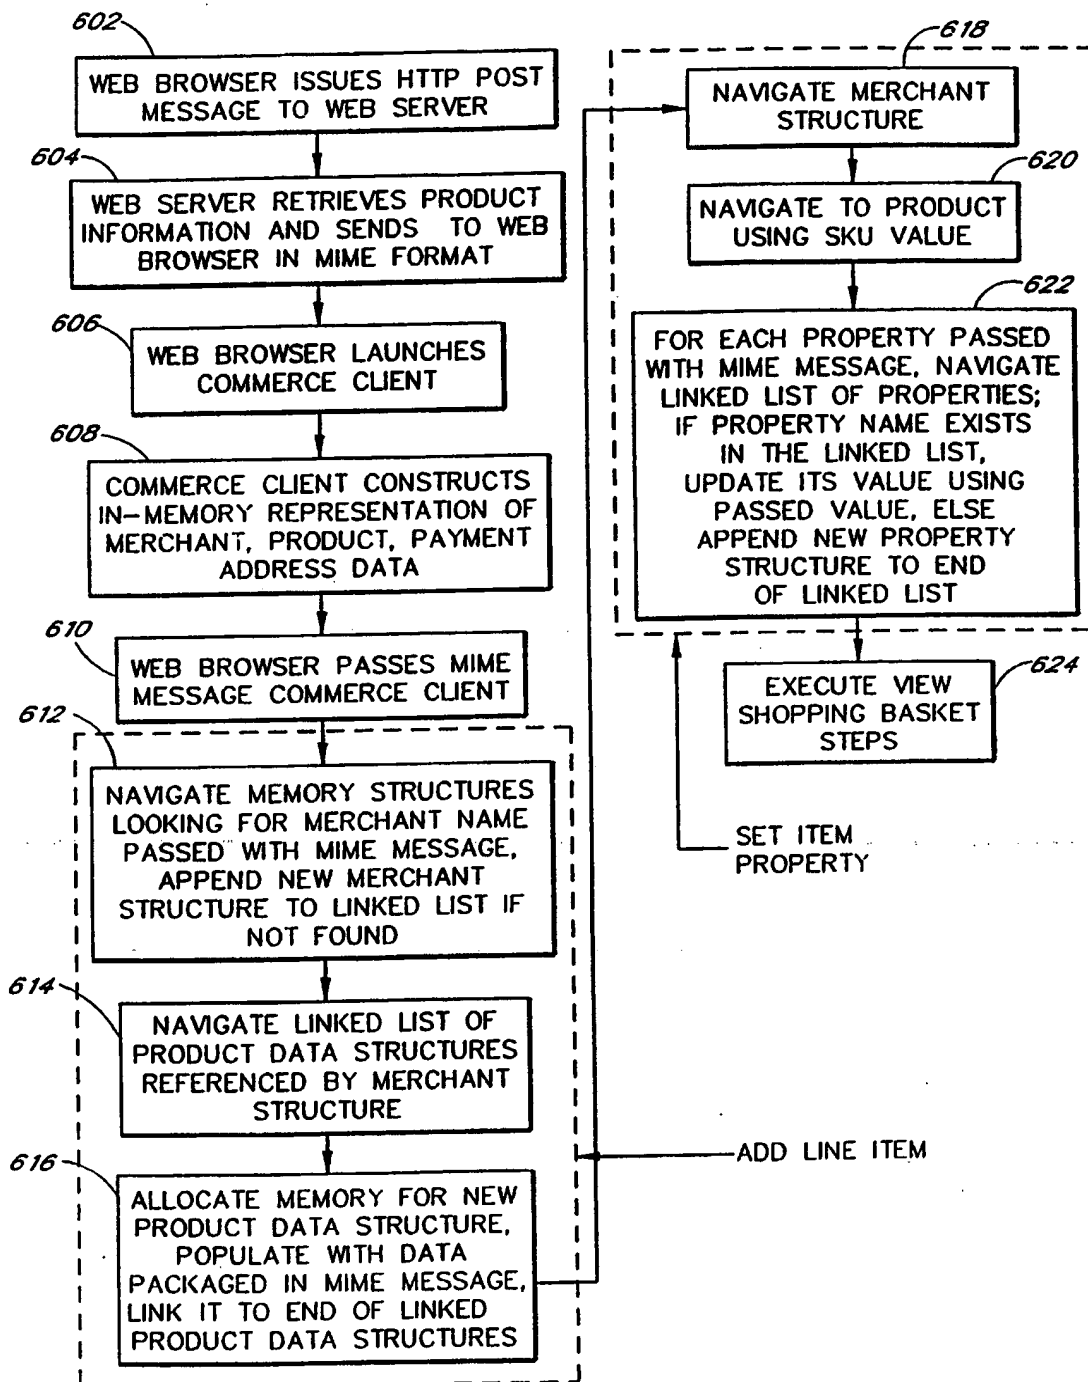 602
WEB BROWSER ISSUES HTTP POST
MESSAGE TO WEB SERVER
604
WEB SERVER RETRIEVES PRODUCT
INFORMATION AND SENDS TO WEB
BROWSER IN MIME FORMAT
606
WEB BROWSER LAUNCHES
COMMERCE CLIENT
608
COMMERCE CLIENT CONSTRUCTS
IN-MEMORY REPRESENTATION OF
MERCHANT, PRODUCT, PAYMENT
ADDRESS DATA
610
WEB BROWSER PASSES MIME
MESSAGE COMMERCE CLIENT
612
NAVIGATE MEMORY STRUCTURES
LOOKING FOR MERCHANT NAME
PASSED WITH MIME MESSAGE,
APPEND NEW MERCHANT
STRUCTURE TO LINKED LIST IF
NOT FOUND
614
NAVIGATE LINKED LIST OF
PRODUCT DATA STRUCTURES
REFERENCED BY MERCHANT
STRUCTURE
616
ALLOCATE MEMORY FOR NEW
PRODUCT DATA STRUCTURE,
POPULATE WITH DATA
PACKAGED IN MIME MESSAGE,
LINK IT TO END OF LINKED
PRODUCT DATA STRUCTURES
ADD LINE ITEM
618
NAVIGATE MERCHANT
STRUCTURE
620
NAVIGATE TO PRODUCT
USING SKU VALUE
622
FOR EACH PROPERTY PASSED
WITH MIME MESSAGE, NAVIGATE
LINKED LIST OF PROPERTIES;
IF PROPERTY NAME EXISTS
IN THE LINKED LIST,
UPDATE ITS VALUE USING
PASSED VALUE, ELSE
APPEND NEW PROPERTY
STRUCTURE TO END
OF LINKED LIST
624
EXECUTE VIEW
SHOPPING BASKET
STEPS
SET ITEM
PROPERTY